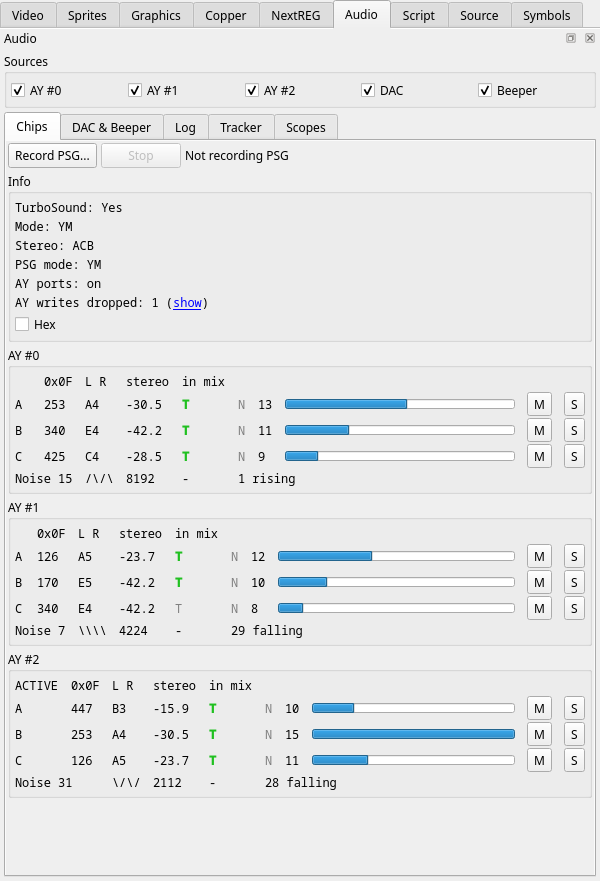 Video Sprites Graphics Copper NextREG Audio Script Source Symbols
Audio
Sources
AY #0 AY #1 AY #2 DAC Beeper
Chips DAC & Beeper Log Tracker Scopes
Record PSG... Stop Not recording PSG
Info
TurboSound: Yes
Mode: YM
Stereo: ACB
PSG mode: YM
AY ports: on
AY writes dropped: 1 (show)
Hex
AY #0
0x0F L R stereo in mix
A 253 A4 -30.5 T N 13 M S
B 340 E4 -42.2 T N 11 M S
C 425 C4 -28.5 T N 9 M S
Noise 15 /\/\ 8192 - 1 rising
AY #1
0x0F L R stereo in mix
A 126 A5 -23.7 T N 12 M S
B 170 E5 -42.2 T N 10 M S
C 340 E4 -42.2 T N 8 M S
Noise 7 \\\\ 4224 - 29 falling
AY #2
ACTIVE 0x0F L R stereo in mix
A 447 B3 -15.9 T N 10 M S
B 253 A4 -30.5 T N 15 M S
C 126 A5 -23.7 T N 11 M S
Noise 31 \/\/ 2112 - 28 falling